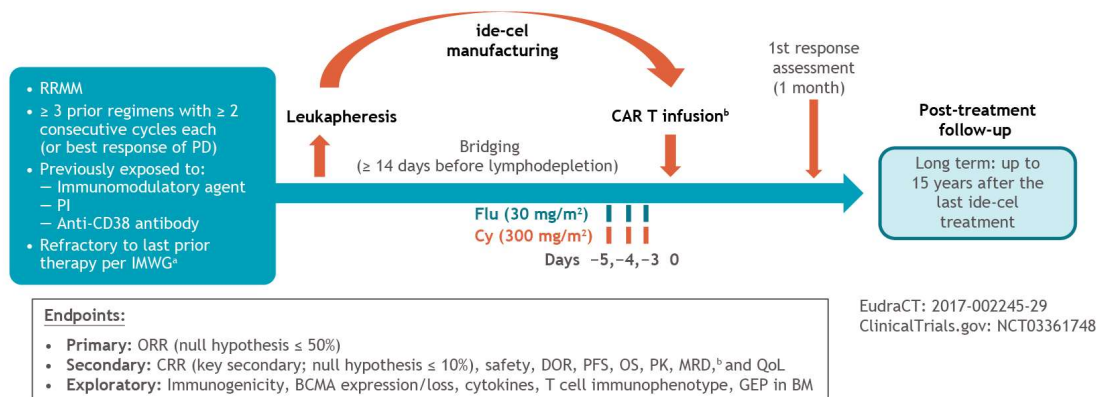 ide-cel
manufacturing
1st response
assessment
(1 month)
• RRMM
• ≥ 3 prior regimens with ≥ 2
consecutive cycles each
(or best response of PD)
• Previously exposed to:
— Immunomodulatory agent
— PI
— Anti-CD38 antibody
• Refractory to last prior
therapy per IMWGᵃ
Leukapheresis
CAR T infusionᵇ
Bridging
(≥ 14 days before lymphodepletion)
Flu (30 mg/m²)
Cy (300 mg/m²)
Days −5,−4,−3 0
Post-treatment
follow-up
Long term: up to
15 years after the
last ide-cel
treatment
Endpoints:
• Primary: ORR (null hypothesis ≤ 50%)
• Secondary: CRR (key secondary; null hypothesis ≤ 10%), safety, DOR, PFS, OS, PK, MRD,ᵇ and QoL
• Exploratory: Immunogenicity, BCMA expression/loss, cytokines, T cell immunophenotype, GEP in BM
EudraCT: 2017-002245-29
ClinicalTrials.gov: NCT03361748